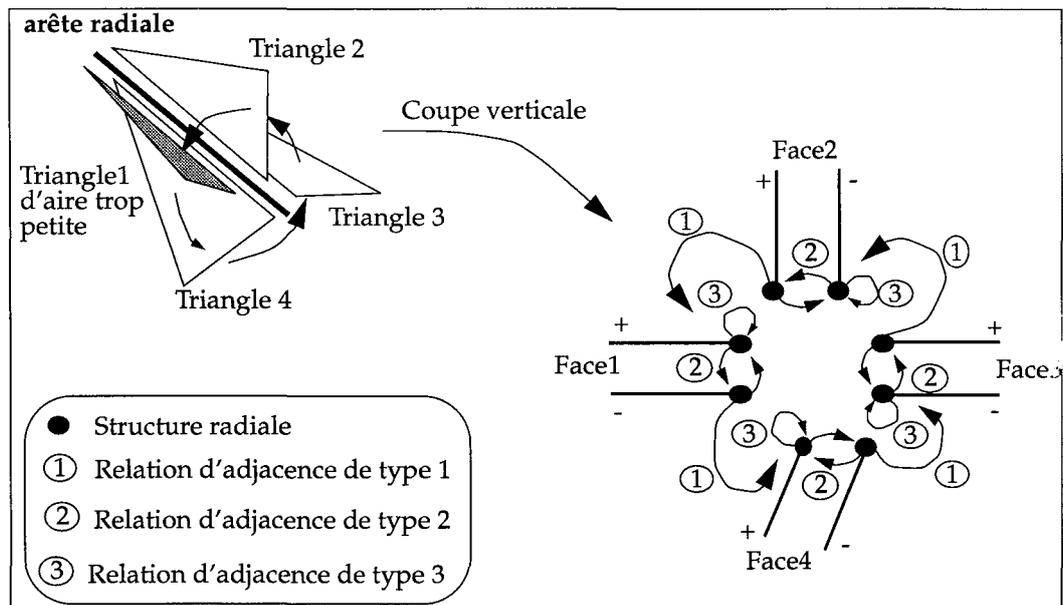 arête radiale
Triangle 2
Coupe verticale
Triangle1
d'aire trop
petite
Triangle 3
Triangle 4
Face2
+ -
1
1
2
3
3
+
+
Face1
2
2
-
-
3
3
1
2
1
+
-
Face4
Structure radiale
1 Relation d'adjacence de type 1
2 Relation d'adjacence de type 2
3 Relation d'adjacence de type 3